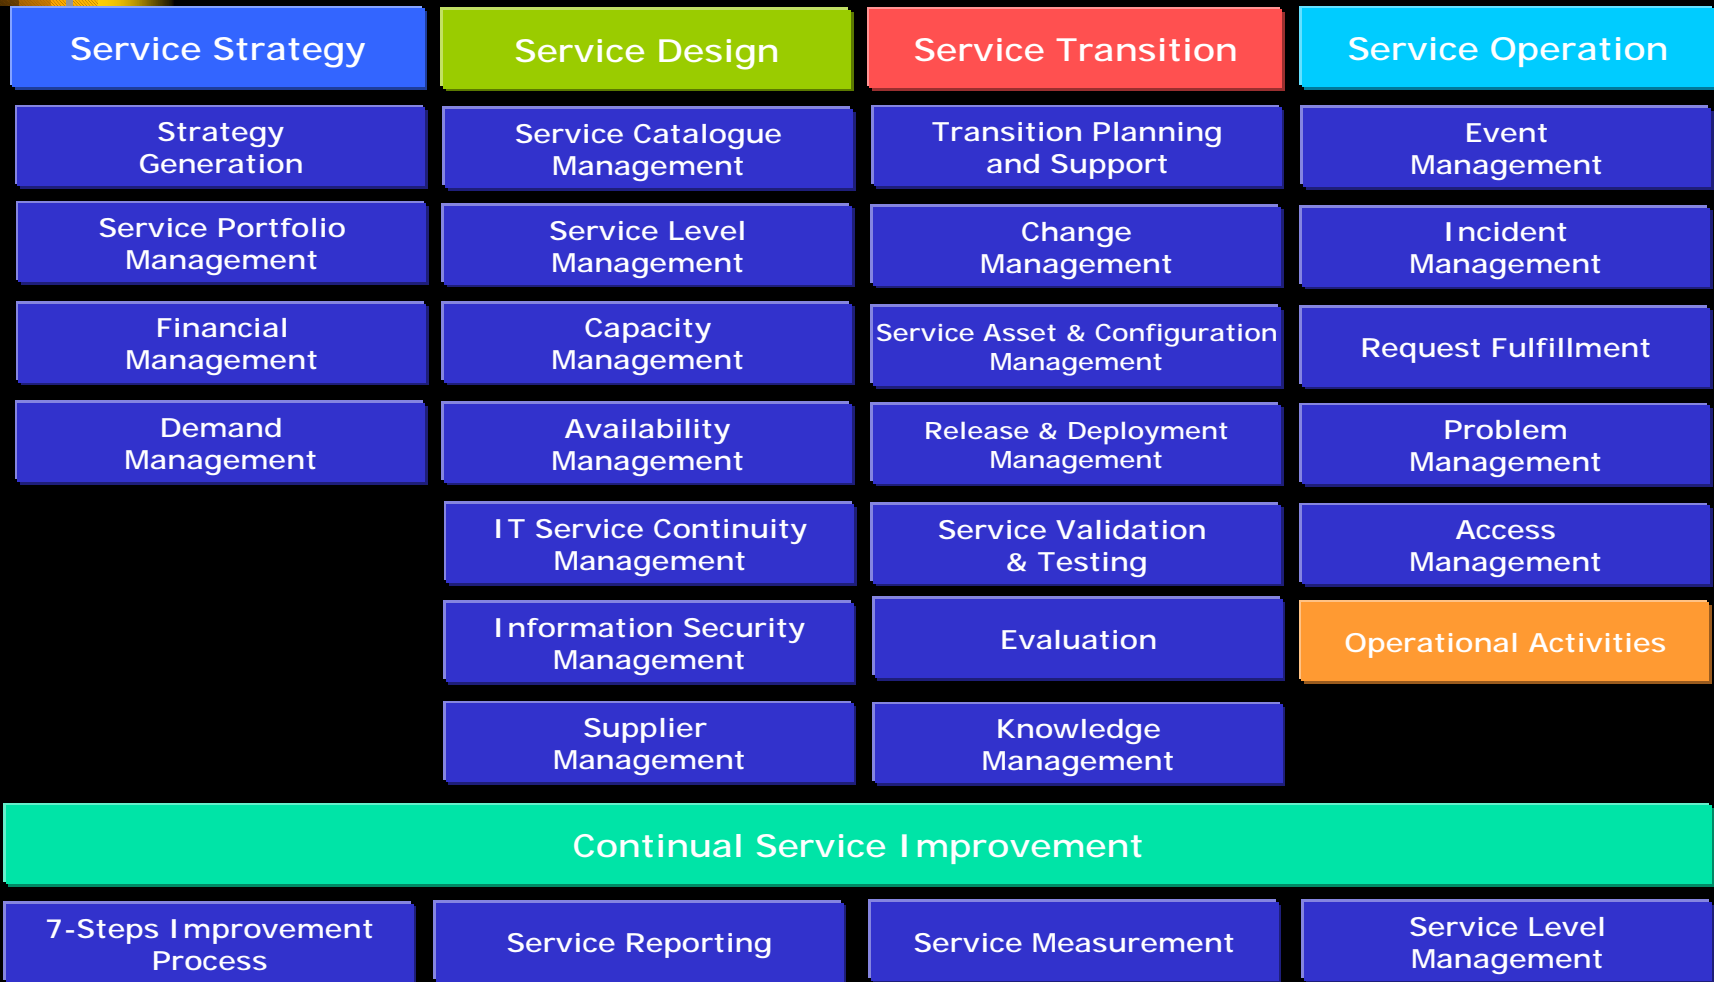 Service Strategy
Service Design
Service Transition
Service Operation
Strategy
Generation
Service Catalogue
Management
Transition Planning
and Support
Event
Management
Service Portfolio
Management
Service Level
Management
Change
Management
Incident
Management
Financial
Management
Capacity
Management
Service Asset & Configuration
Management
Request Fulfillment
Demand
Management
Availability
Management
Release & Deployment
Management
Problem
Management
IT Service Continuity
Management
Service Validation
& Testing
Access
Management
Information Security
Management
Evaluation
Operational Activities
Supplier
Management
Knowledge
Management
Continual Service Improvement
7-Steps Improvement
Process
Service Reporting
Service Measurement
Service Level
Management